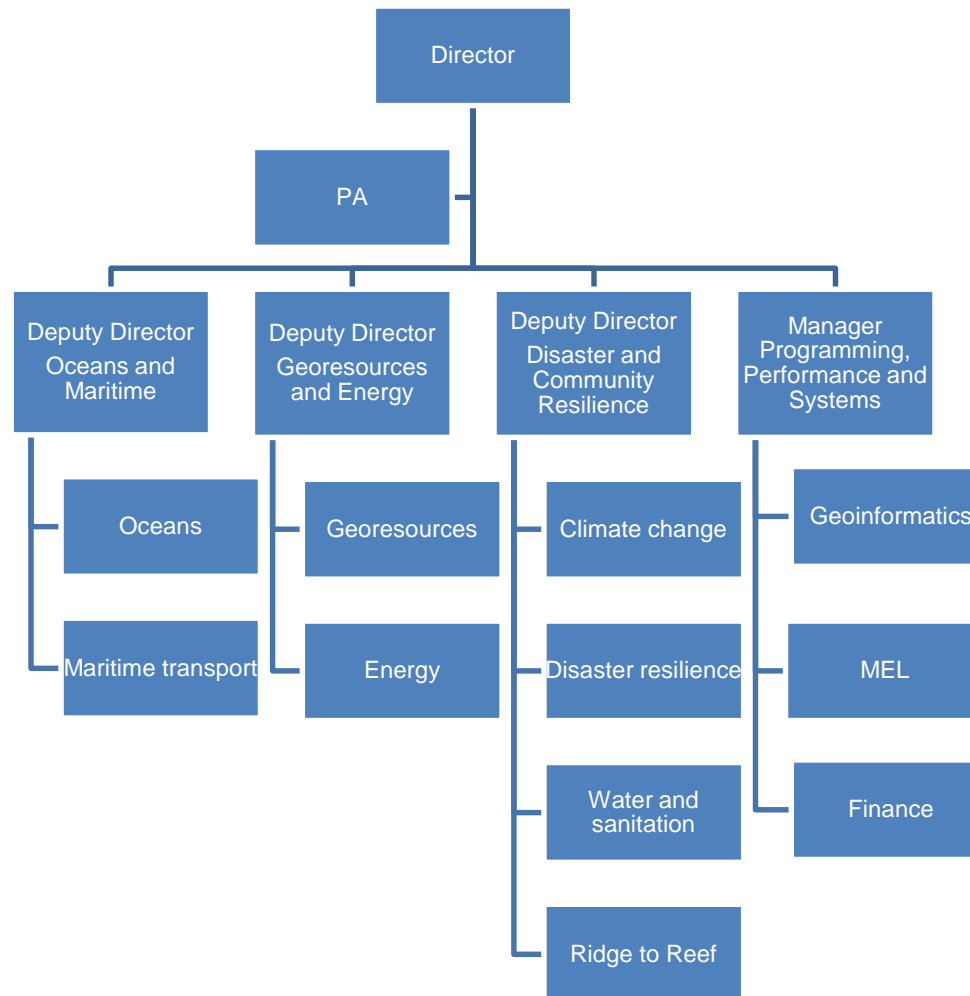 Director
PA
Deputy Director
Oceans and
Maritime
Deputy Director
Georesources
and Energy
Deputy Director
Disaster and
Community
Resilience
Manager
Programming,
Performance and
Systems
Oceans
Maritime transport
Georesources
Energy
Climate change
Disaster resilience
Water and
sanitation
Ridge to Reef
Geoinformatics
MEL
Finance